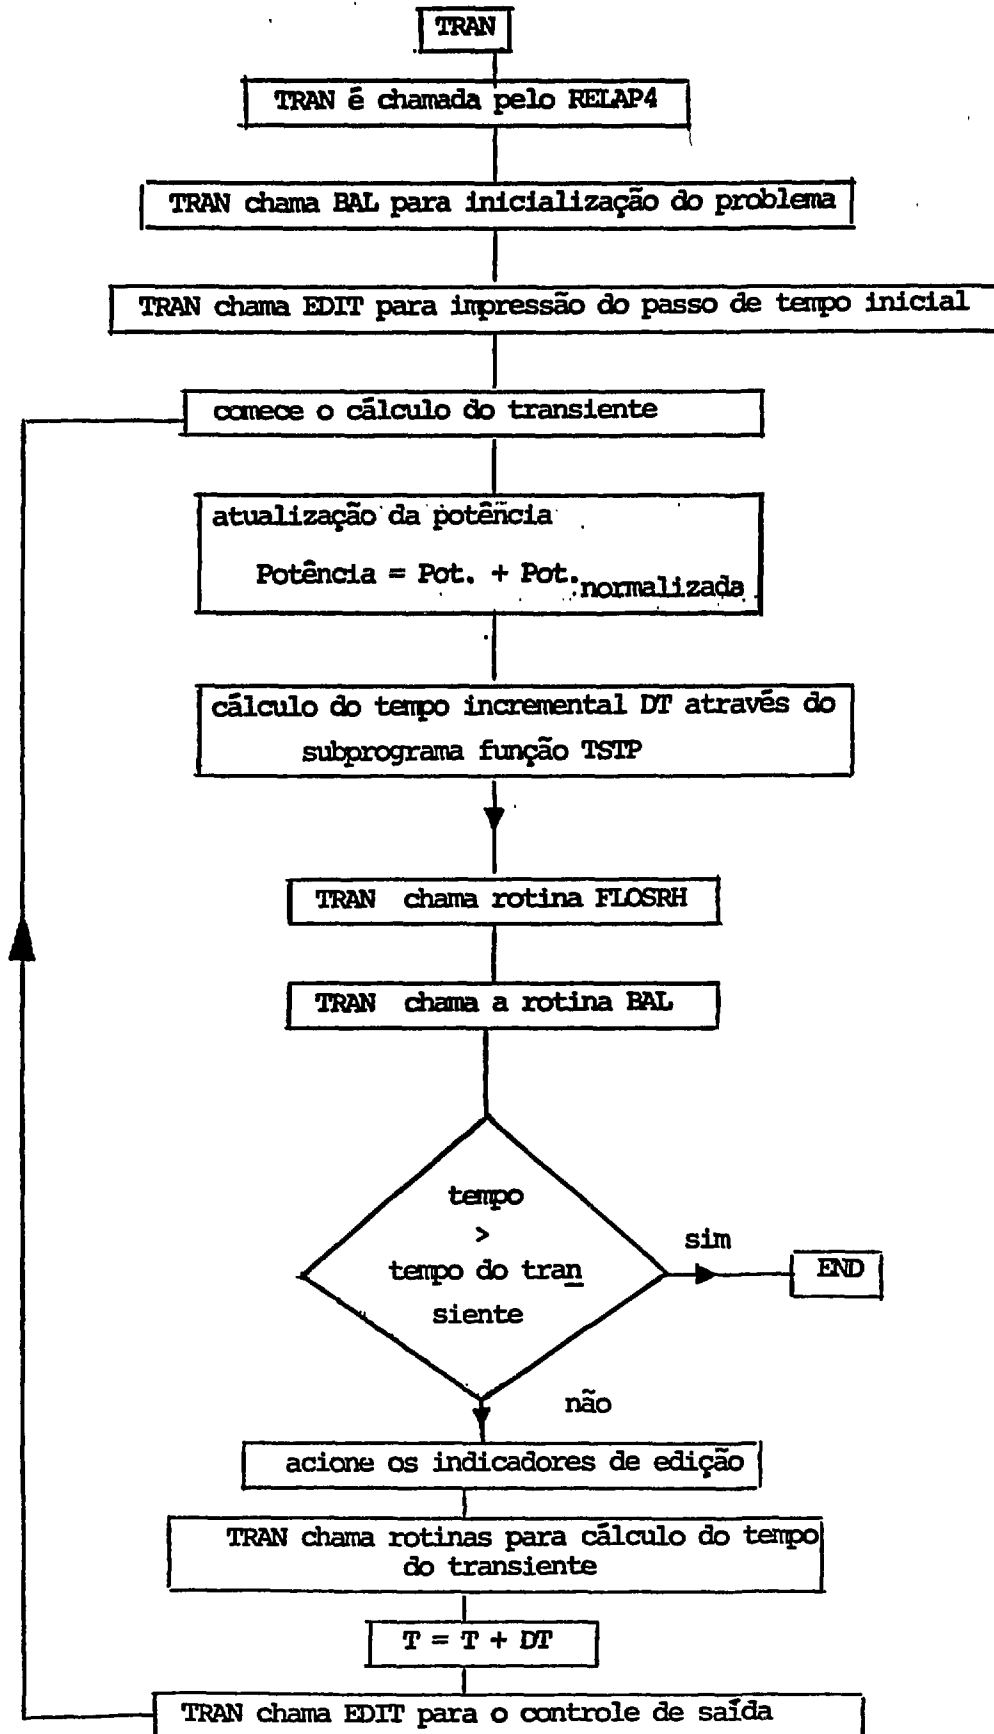 TRAN
TRAN é chamada pelo RELAP4
TRAN chama BAL para inicialização do problema
TRAN chama EDIT para impressão do passo de tempo inicial
comece o cálculo do transiente
atualização da potência
Potência = Pot. + Pot.normalizada
cálculo do tempo incremental DT através do
subprograma função TSTP
TRAN chama rotina FLOSRH
TRAN chama a rotina BAL
tempo
>
tempo do tran
siente
sim
END
não
acione os indicadores de edição
TRAN chama rotinas para cálculo do tempo
do transiente
T = T + DT
TRAN chama EDIT para o controle de saída